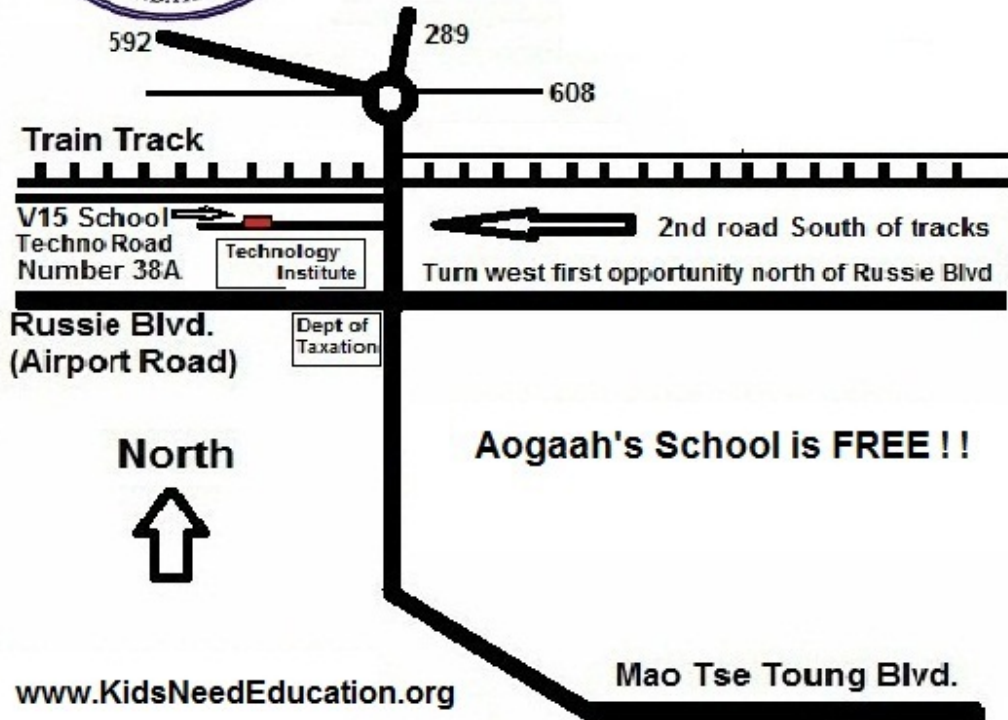 592
289
608
Train Track
V15 School
Techno Road
Number 38A
2nd road South of tracks
Technology
Institute
Turn west first opportunity north of Russie Blvd
Russie Blvd.
(Airport Road)
Dept of
Taxation
North
Aogaah's School is FREE ! !
Mao Tse Toung Blvd.
www.KidsNeedEducation.org